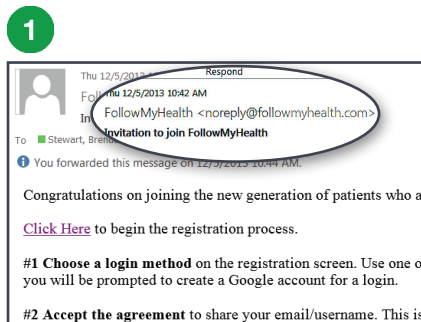 1
Respond
Thu 12/5/2013
Thu 12/5/2013 10:42 AM
Fol
FollowMyHealth <noreply@followmyhealth.com>
In
Invitation to join FollowMyHealth
To Stewart, Bren
You forwarded this message on 12/5/2013 10:44 AM.
Congratulations on joining the new generation of patients who a
Click Here to begin the registration process.
#1 Choose a login method on the registration screen. Use one o
you will be prompted to create a Google account for a login.
#2 Accept the agreement to share your email/username. This is